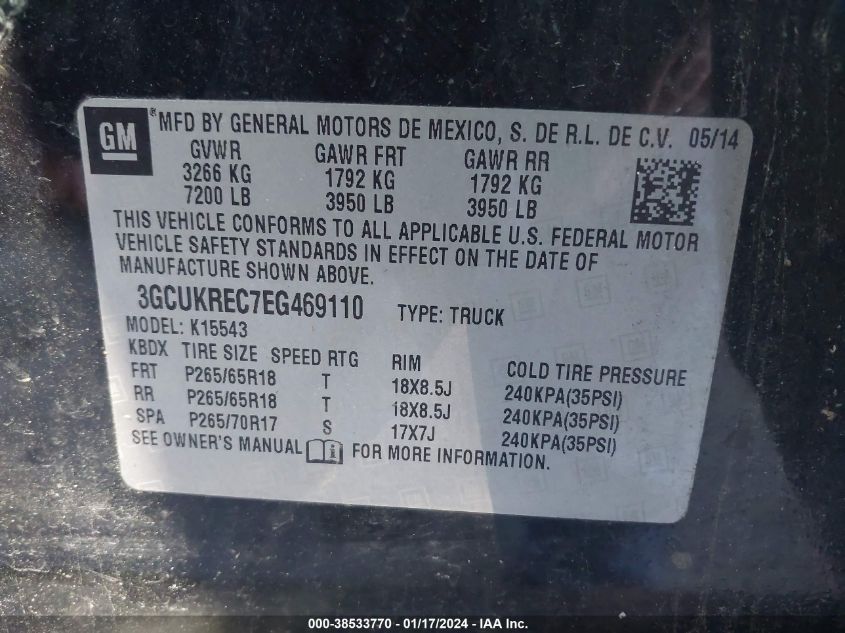 GM
® MFD BY GENERAL MOTORS DE MEXICO, S. DE R.L. DE C.V. 05/14
GVWR GAWR FRT GAWR RR
3266 KG 1792 KG 1792 KG
7200 LB 3950 LB 3950 LB
THIS VEHICLE CONFORMS TO ALL APPLICABLE U.S. FEDERAL MOTOR
VEHICLE SAFETY STANDARDS IN EFFECT ON THE DATE OF
MANUFACTURE SHOWN ABOVE.
3GCUKREC7EG469110 TYPE: TRUCK
MODEL: K15543
KBDX TIRE SIZE SPEED RTG RIM COLD TIRE PRESSURE
FRT P265/65R18 T 18X8.5J 240KPA(35PSI)
RR P265/65R18 T 18X8.5J 240KPA(35PSI)
SPA P265/70R17 S 17X7J 240KPA(35PSI)
SEE OWNER'S MANUAL FOR MORE INFORMATION.
000-38533770 — 01/17/2024 - IAA Inc.